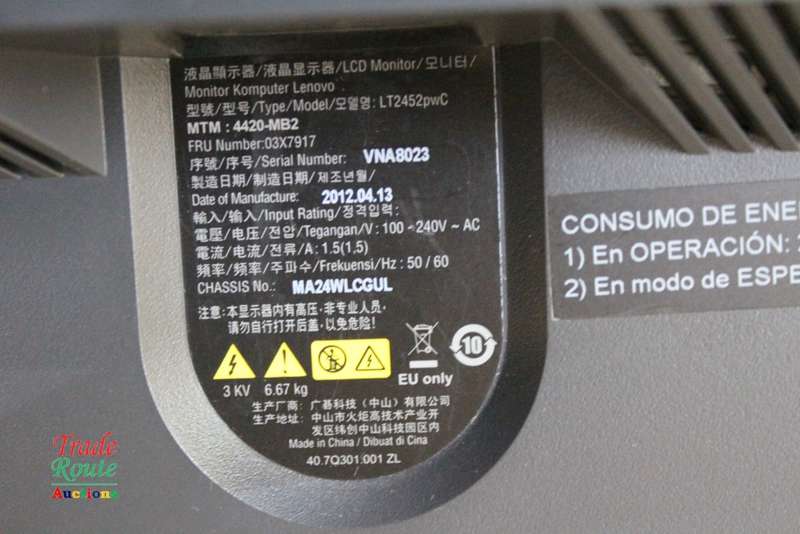 液晶顯示器/液晶显示器/LCD Monitor/모니터/
Monitor Komputer Lenovo
型號/型号/Type/Model/모델명: LT2452pwC
MTM : 4420-MB2
FRU Number:03X7917
序號/序号/Serial Number: VNA8023
製造日期/制造日期/제조년월/
Date of Manufacture: 2012.04.13
輸入/输入/Input Rating/정격입력:
電壓/电压/전압/Tegangan/V : 100 - 240V ~ AC
電流/电流/전류/A : 1.5(1.5)
頻率/频率/주파수/Frekuensi/Hz : 50 / 60
CHASSIS No.: MA24WLCGUL
注意: 本显示器内有高压, 非专业人员,
请勿自行打开后盖, 以免危险!
10
3 KV 6.67 kg EU only
生产厂商: 广碁科技（中山）有限公司
生产地址: 中山市火炬高技术产业开
发区纬创中山科技园区内
Made in China / Dibuat di Cina
40.7Q301.001 ZL
CONSUMO DE ENE
1) En OPERACIÓN:
2) En modo de ESPE
Trade
Route
Auctions